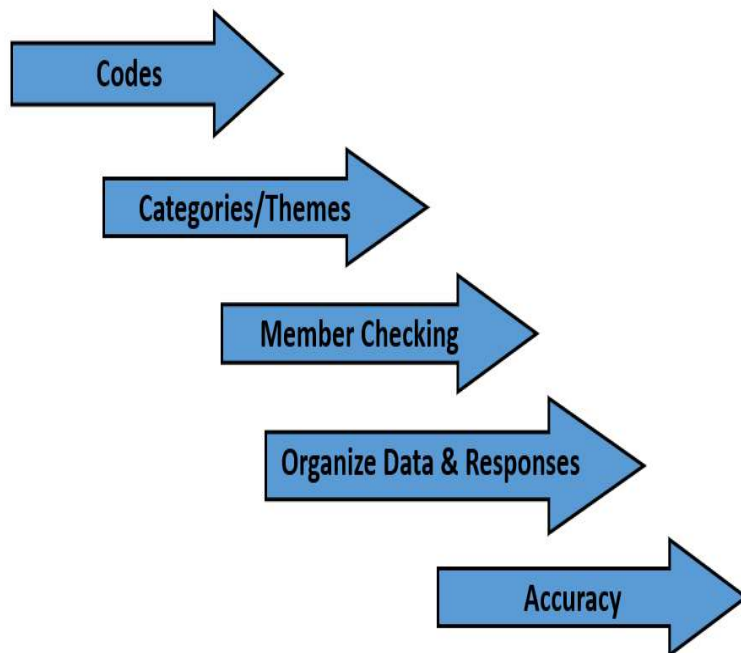 Codes
Categories/Themes
Member Checking
Organize Data & Responses
Accuracy